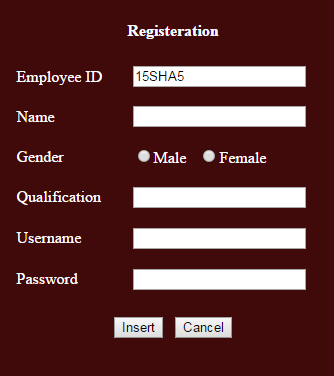 Registeration
Employee ID 15SHA5
Name
Gender Male Female
Qualification
Username
Password
Insert Cancel